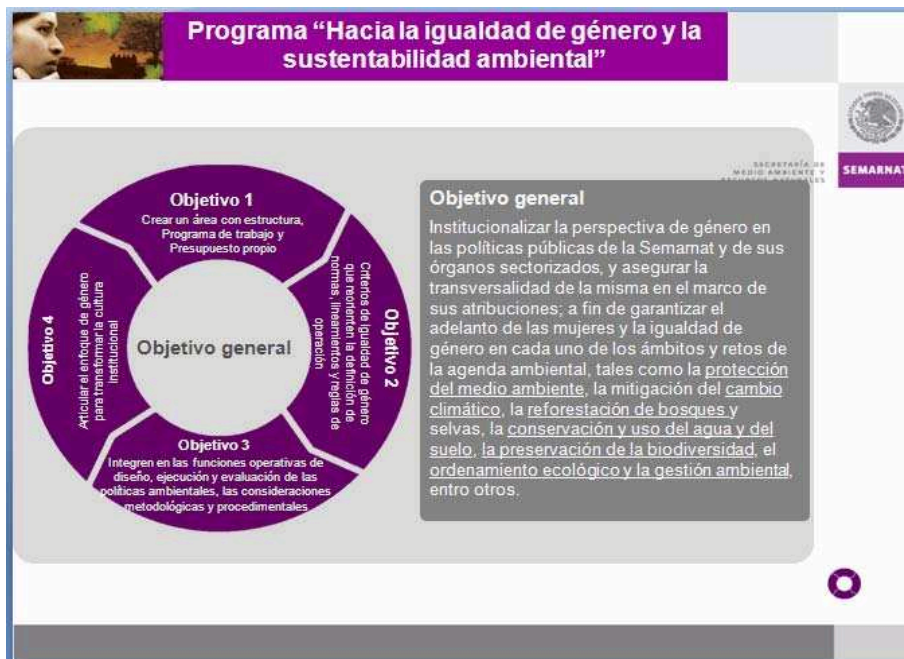 Programa “Hacia la igualdad de género y la
sustentabilidad ambiental”
SECRETARÍA DE
MEDIO AMBIENTE Y
RECURSOS NATURALES
SEMARNAT
Objetivo 1
Crear un área con estructura,
Programa de trabajo y
Presupuesto propio
Objetivo 2
Criterios de igualdad de género
que reorienten la definición de
normas, lineamientos y reglas de
operación
Objetivo 3
Integren en las funciones operativas de
diseño, ejecución y evaluación de las
políticas ambientales, las consideraciones
metodológicas y procedimentales
Objetivo 4
Articular el enfoque de género
para transformar la cultura
institucional
Objetivo general
Objetivo general
Institucionalizar la perspectiva de género en
las políticas públicas de la Semarnat y de sus
órganos sectorizados, y asegurar la
transversalidad de la misma en el marco de
sus atribuciones; a fin de garantizar el
adelanto de las mujeres y la igualdad de
género en cada uno de los ámbitos y retos de
la agenda ambiental, tales como la protección
del medio ambiente, la mitigación del cambio
climático, la reforestación de bosques y
selvas, la conservación y uso del agua y del
suelo, la preservación de la biodiversidad, el
ordenamiento ecológico y la gestión ambiental,
entro otros.